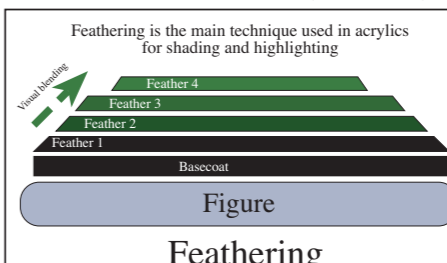 Feathering is the main technique used in acrylics
for shading and highlighting
Visual blending
Feather 4
Feather 3
Feather 2
Feather 1
Basecoat
Figure
Feathering